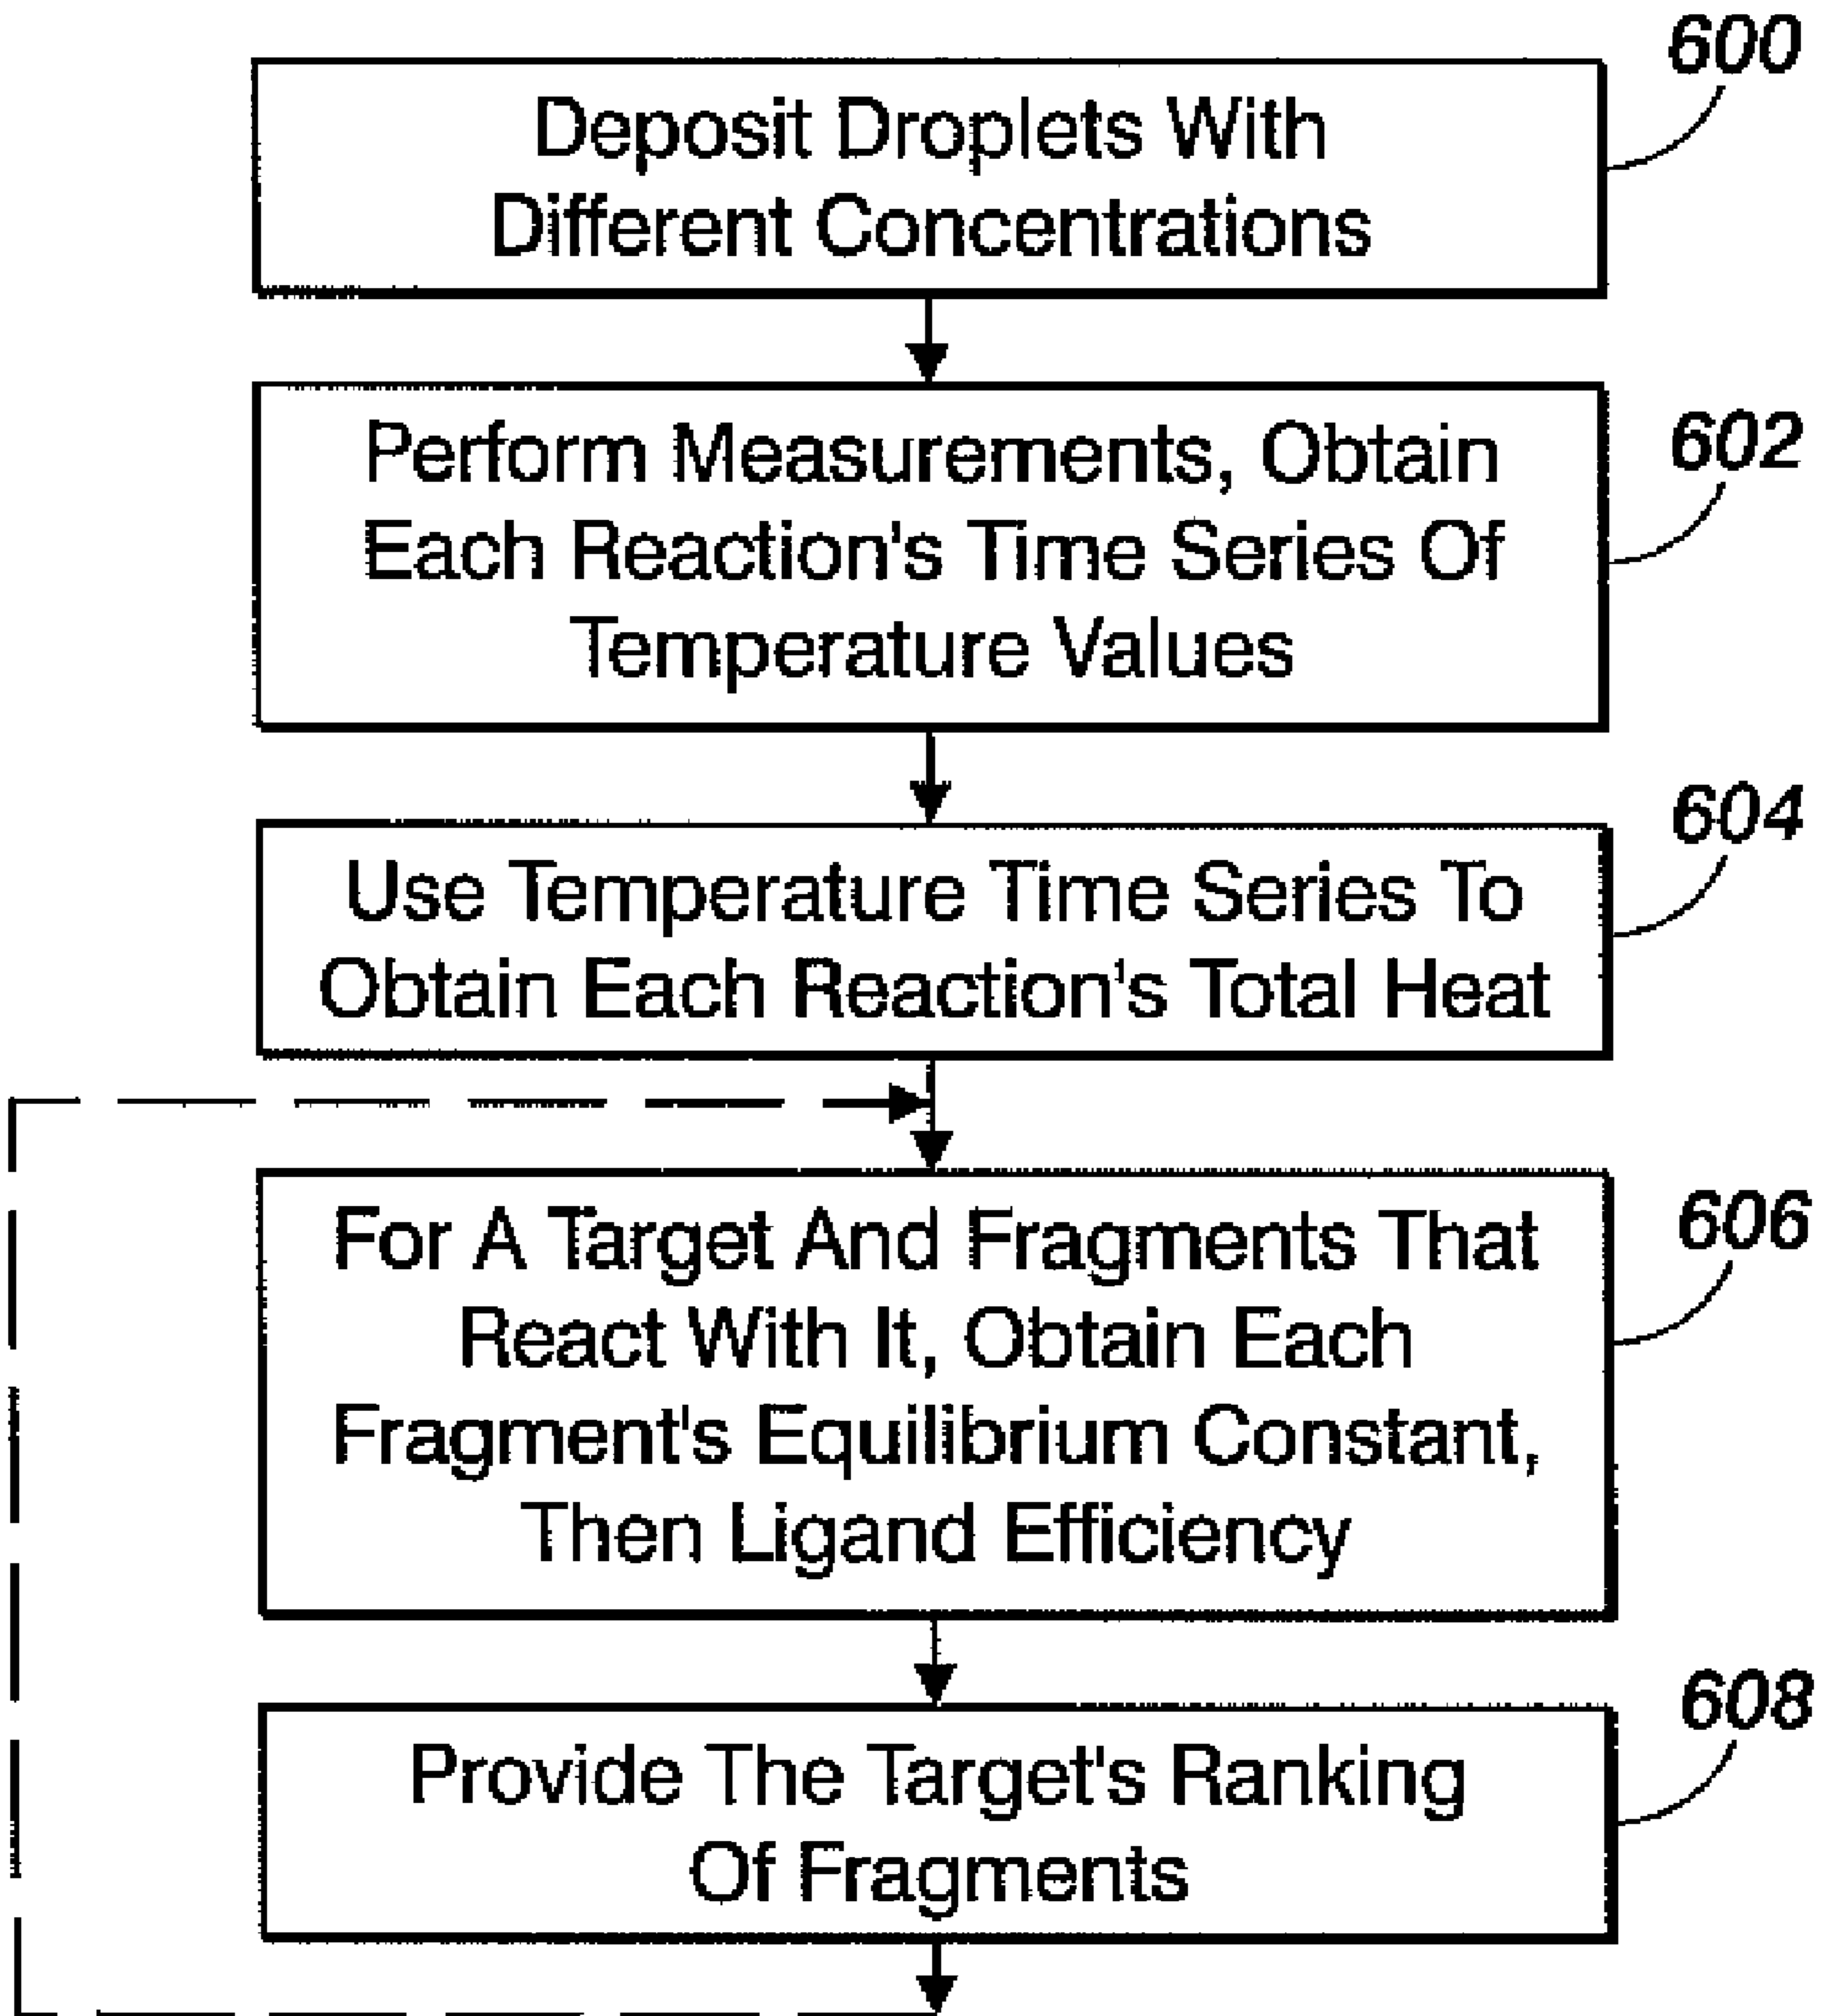 600
Deposit Droplets With
Different Concentrations
602
Perform Measurements, Obtain
Each Reaction's Time Series Of
Temperature Values
604
Use Temperature Time Series To
Obtain Each Reaction's Total Heat
606
For A Target And Fragments That
React With It, Obtain Each
Fragment's Equilibrium Constant,
Then Ligand Efficiency
608
Provide The Target's Ranking
Of Fragments